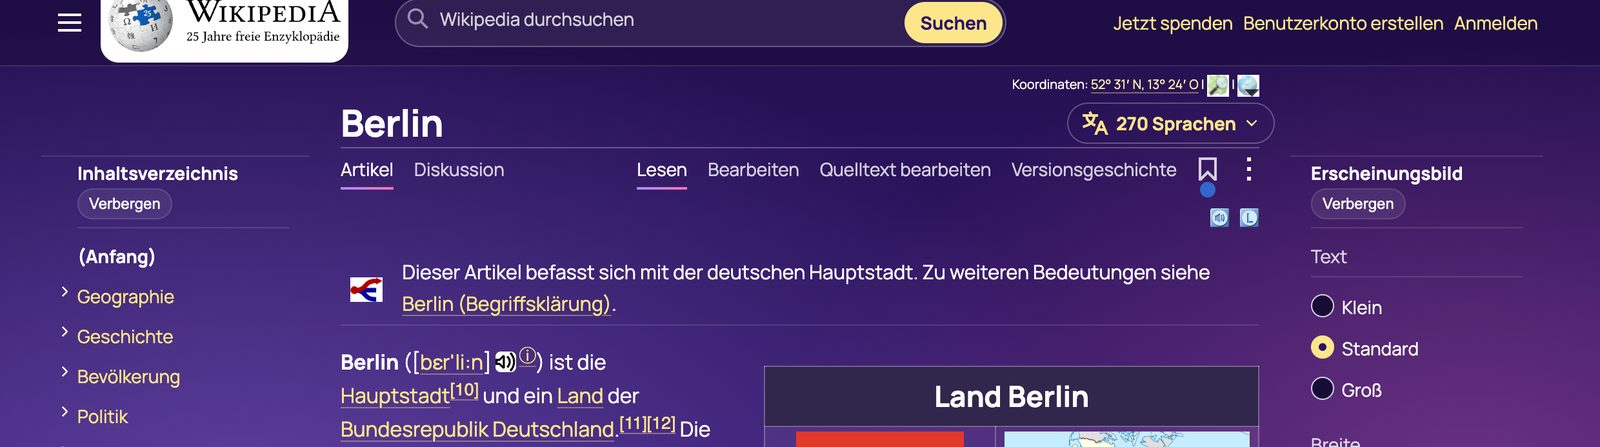 WIKIPEDIA
25 Jahre freie Enzyklopädie
Wikipedia durchsuchen
Suchen
Jetzt spenden Benutzerkonto erstellen Anmelden
Koordinaten: 52° 31′ N, 13° 24′ O | |
Berlin
270 Sprachen
Artikel Diskussion
Lesen Bearbeiten Quelltext bearbeiten Versionsgeschichte
Inhaltsverzeichnis
Verbergen
(Anfang)
Geographie
Geschichte
Bevölkerung
Politik
Dieser Artikel befasst sich mit der deutschen Hauptstadt. Zu weiteren Bedeutungen siehe
Berlin (Begriffsklärung).
Berlin ([bɛrˈliːn] ⓘ) ist die
Hauptstadt[10] und ein Land der
Bundesrepublik Deutschland.[11][12] Die
Land Berlin
Erscheinungsbild
Verbergen
Text
Klein
Standard
Groß
Breite